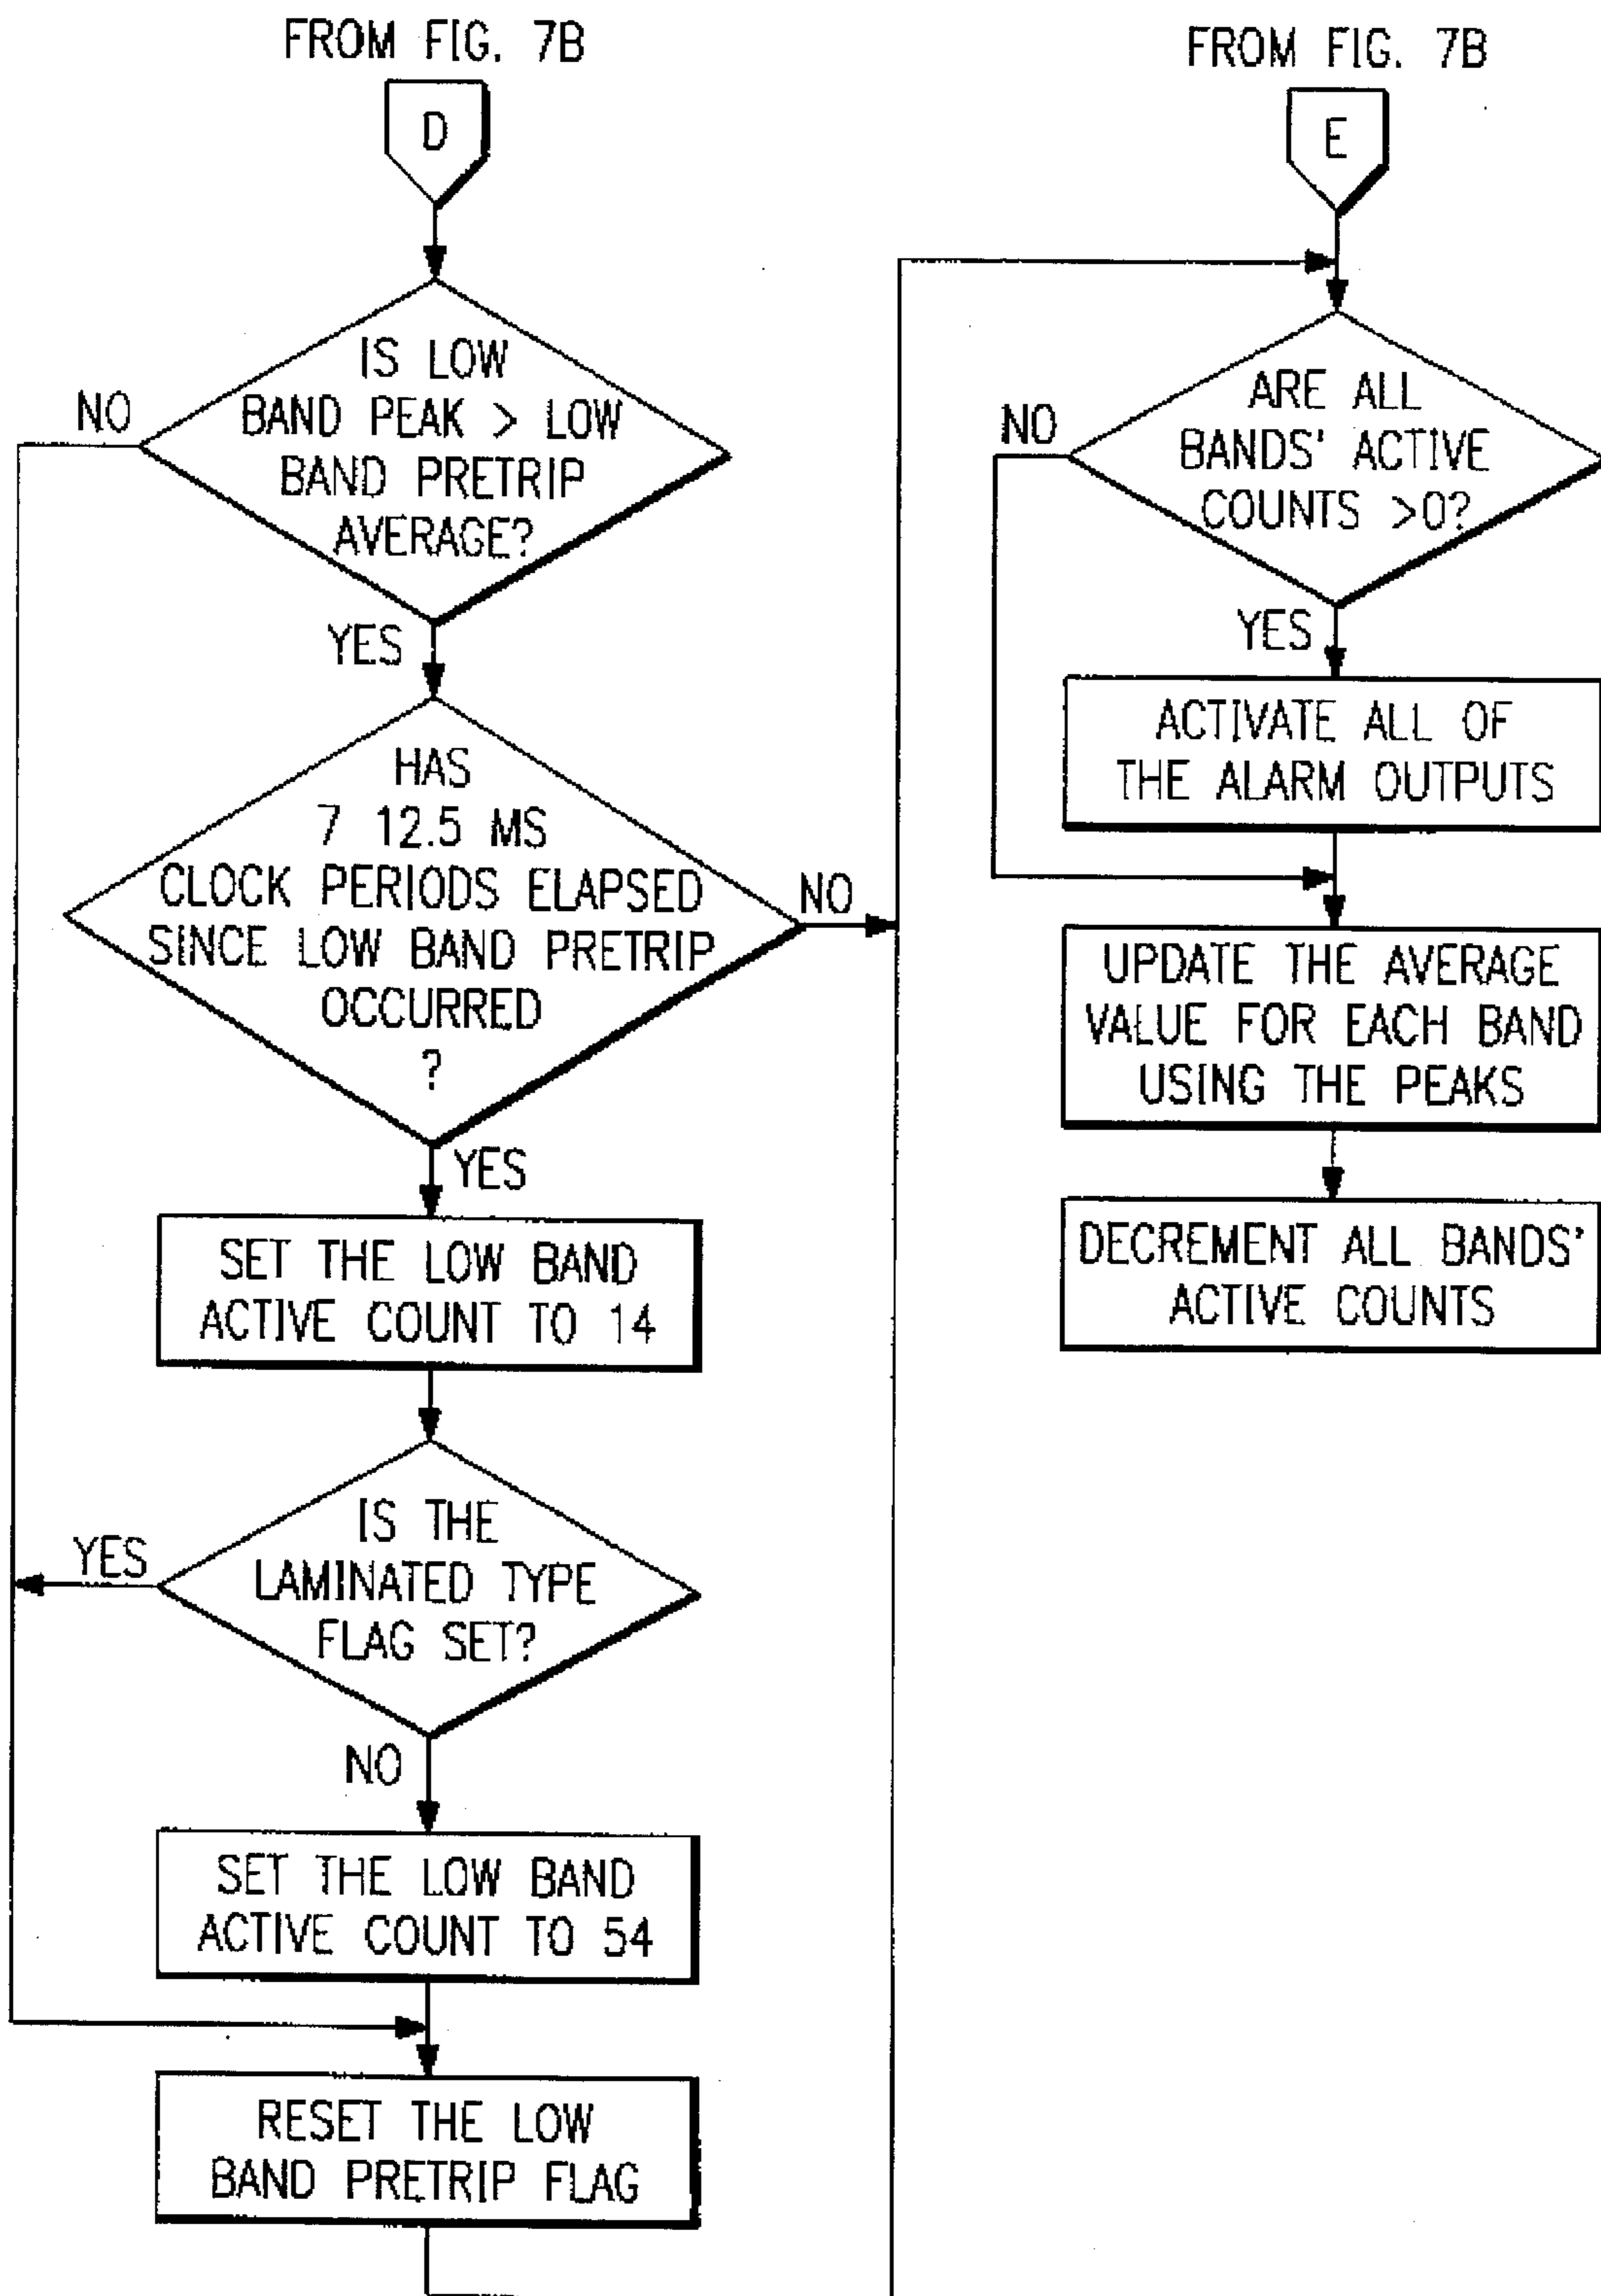 FROM FIG. 7B
D
IS LOW
BAND PEAK > LOW
BAND PRETRIP
AVERAGE?
NO
YES
HAS
7 12.5 MS
CLOCK PERIODS ELAPSED
SINCE LOW BAND PRETRIP
OCCURRED
?
NO
YES
SET THE LOW BAND
ACTIVE COUNT TO 14
IS THE
LAMINATED TYPE
FLAG SET?
YES
NO
SET THE LOW BAND
ACTIVE COUNT TO 54
RESET THE LOW
BAND PRETRIP FLAG
FROM FIG. 7B
E
ARE ALL
BANDS' ACTIVE
COUNTS >0?
NO
YES
ACTIVATE ALL OF
THE ALARM OUTPUTS
UPDATE THE AVERAGE
VALUE FOR EACH BAND
USING THE PEAKS
DECREMENT ALL BANDS'
ACTIVE COUNTS